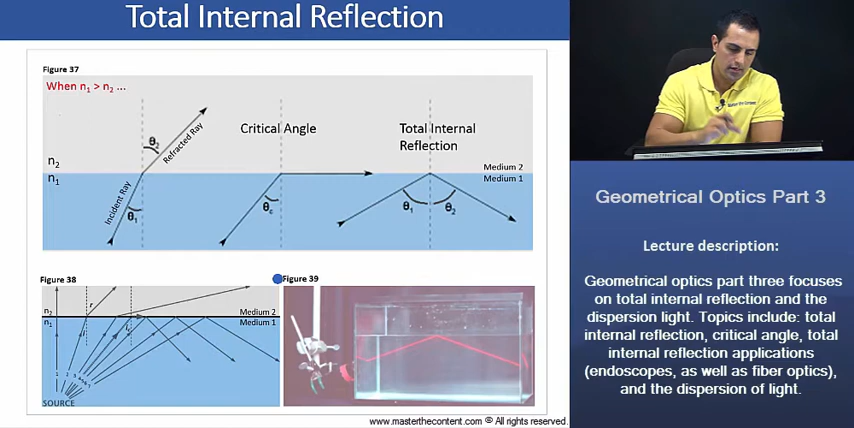 Total Internal Reflection
Figure 37
When n1 > n2 ...
θ2
Refracted Ray
Critical Angle
Total Internal
Reflection
n2
Medium 2
n1
Medium 1
Incident Ray
θ1
θc
θ1
θ2
Figure 38
Figure 39
r
n2
Medium 2
n1
Medium 1
i
SOURCE
www.masterthecontent.com © All rights reserved.
Geometrical Optics Part 3
Lecture description:
Geometrical optics part three focuses
on total internal reflection and the
dispersion light. Topics include: total
internal reflection, critical angle, total
internal reflection applications
(endoscopes, as well as fiber optics),
and the dispersion of light.